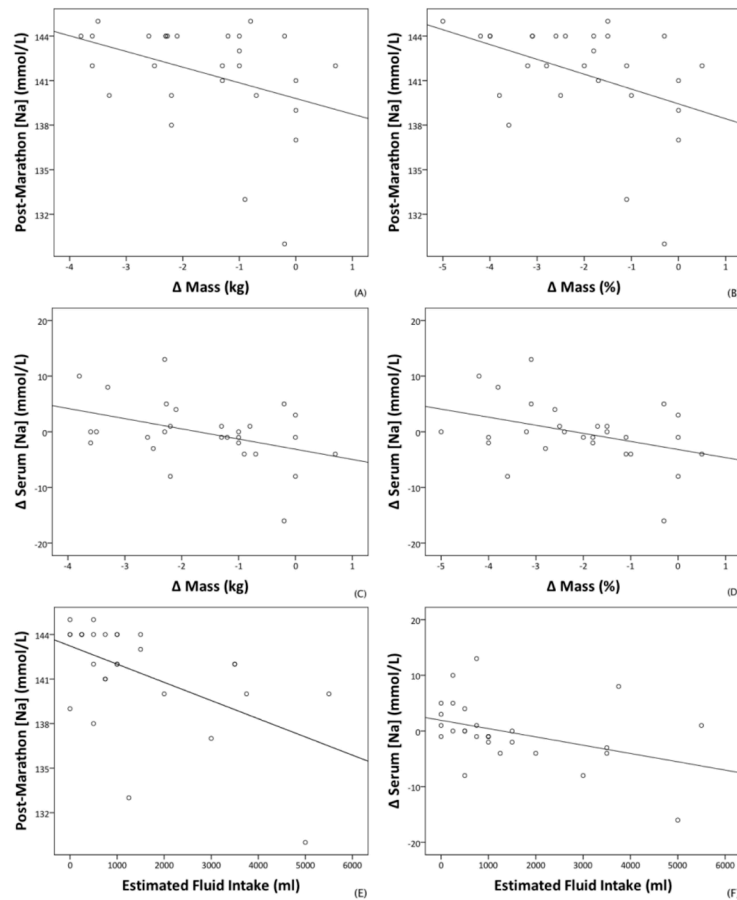 Post-Marathon [Na] (mmol/L)
144
141
138
135
132
-4 -3 -2 -1 0 1
Δ Mass (kg)
(A)
Post-Marathon [Na] (mmol/L)
144
141
138
135
132
-5 -4 -3 -2 -1 0 1
Δ Mass (%)
(B)
Δ Serum [Na] (mmol/L)
20
10
0
-10
-20
-4 -3 -2 -1 0 1
Δ Mass (kg)
(C)
Δ Serum [Na] (mmol/L)
20
10
0
-10
-20
-5 -4 -3 -2 -1 0 1
Δ Mass (%)
(D)
Post-Marathon [Na] (mmol/L)
144
141
138
135
132
0 1000 2000 3000 4000 5000 6000
Estimated Fluid Intake (ml)
(E)
Δ Serum [Na] (mmol/L)
20
10
0
-10
-20
0 1000 2000 3000 4000 5000 6000
Estimated Fluid Intake (ml)
(F)